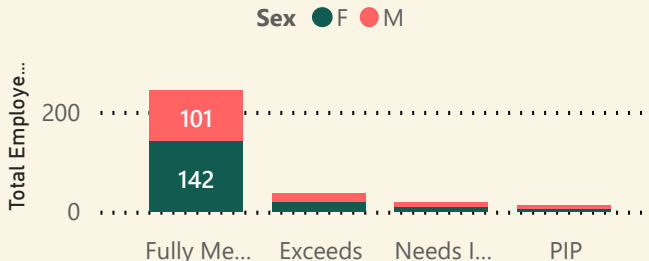 Sex F M
Total Employe...
200
101
142
0
Fully Me... Exceeds Needs I... PIP